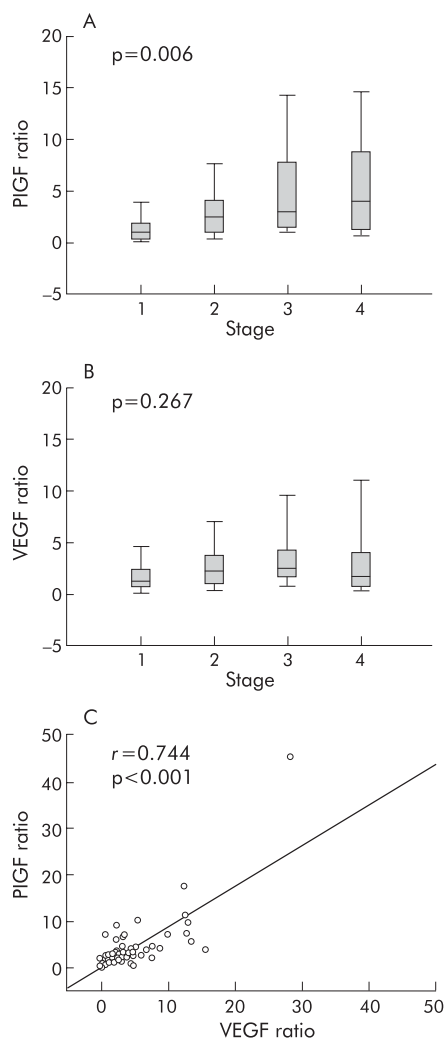 A
p=0.006
20
15
10
5
0
–5
PlGF ratio
1 2 3 4
Stage
B
p=0.267
20
15
10
5
0
–5
VEGF ratio
1 2 3 4
Stage
C
r=0.744
p<0.001
50
40
30
20
10
0
PlGF ratio
0 10 20 30 40 50
VEGF ratio